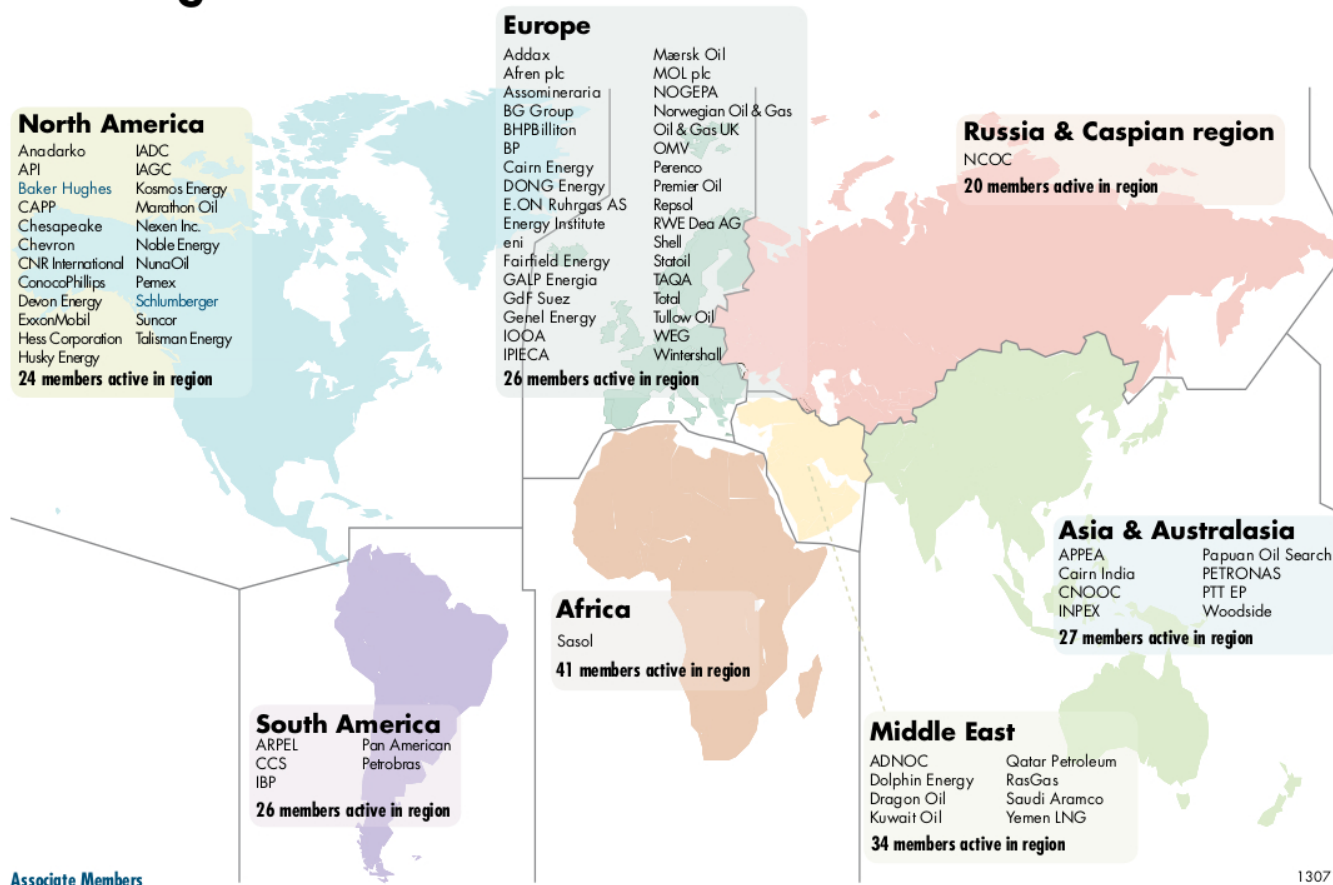 Europe
Addax
Afren plc
Assomineraria
BG Group
BHPBilliton
BP
Cairn Energy
DONG Energy
E.ON Ruhrgas AS
Energy Institute
eni
Fairfield Energy
GALP Energia
GdF Suez
Genel Energy
IOOA
IPIECA
Mærsk Oil
MOL plc
NOGEPA
Norwegian Oil & Gas
Oil & Gas UK
OMV
Perenco
Premier Oil
Repsol
RWE Dea AG
Shell
Statoil
TAQA
Total
Tullow Oil
WEG
Wintershall
26 members active in region
North America
Anadarko
API
Baker Hughes
CAPP
Chesapeake
Chevron
CNR International
ConocoPhillips
Devon Energy
ExxonMobil
Hess Corporation
Husky Energy
IADC
IAGC
Kosmos Energy
Marathon Oil
Nexen Inc.
Noble Energy
NunaOil
Pemex
Schlumberger
Suncor
Talisman Energy
24 members active in region
Russia & Caspian region
NCOC
20 members active in region
Asia & Australasia
APPEA
Cairn India
CNOOC
INPEX
Papuan Oil Search
PETRONAS
PTT EP
Woodside
27 members active in region
Africa
Sasol
41 members active in region
South America
ARPEL
CCS
IBP
Pan American
Petrobras
26 members active in region
Middle East
ADNOC
Dolphin Energy
Dragon Oil
Kuwait Oil
Qatar Petroleum
RasGas
Saudi Aramco
Yemen LNG
34 members active in region
Associate Members
1307